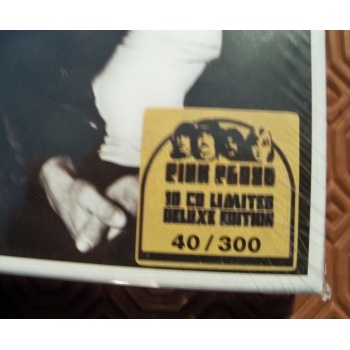 PINK FLOYD
10 CD LIMITED
DELUXE EDITION
40 / 300